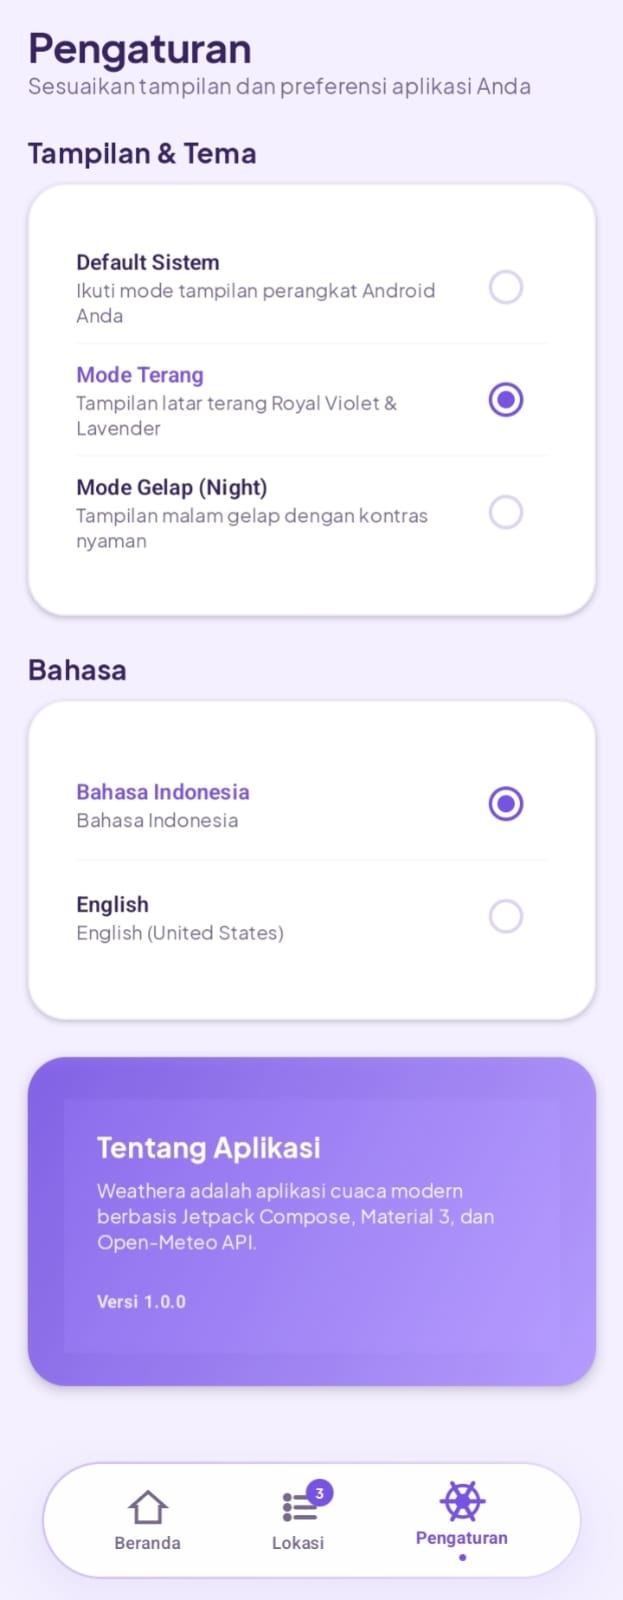 Pengaturan
Sesuaikan tampilan dan preferensi aplikasi Anda
Tampilan & Tema
Default Sistem
Ikuti mode tampilan perangkat Android
Anda
Mode Terang
Tampilan latar terang Royal Violet &
Lavender
Mode Gelap (Night)
Tampilan malam gelap dengan kontras
nyaman
Bahasa
Bahasa Indonesia
Bahasa Indonesia
English
English (United States)
Tentang Aplikasi
Weathera adalah aplikasi cuaca modern
berbasis Jetpack Compose, Material 3, dan
Open-Meteo API.
Versi 1.0.0
3
Beranda
Lokasi
Pengaturan